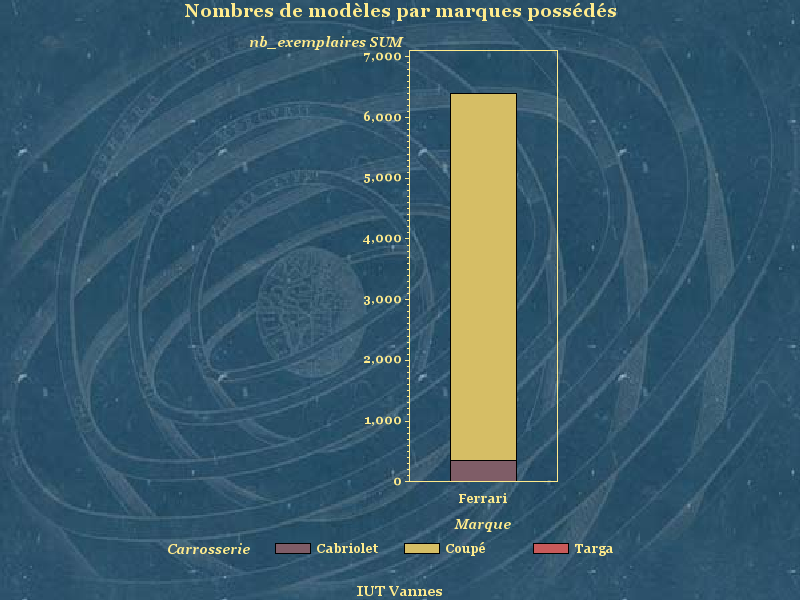 Nombres de modèles par marques possédés
nb_exemplaires SUM
7,000
6,000
5,000
4,000
3,000
2,000
1,000
0
Ferrari
Marque
Carrosserie Cabriolet Coupé Targa
IUT Vannes